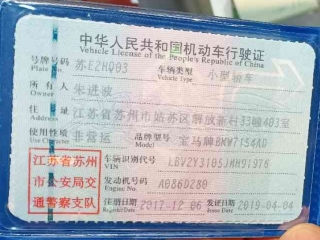 中华人民共和国机动车行驶证
Vehicle License of the People's Republic of China
号牌号码 苏E2HQ93 车辆类型 小型轿车
Plate No. Vehicle Type
所有人 朱进波
Owner
住址 江苏省苏州市姑苏区解放新村33幢403室
Address
使用性质 非营运 品牌型号 宝马牌BMW7154XD
Use Character Model
江苏省苏州 车辆识别代号 LBV2Y3105JMH91976
VIN
市公安局交 发动机号码 A086D280
Engine No.
通警察支队 注册日期 2017-12-06 发证日期 2019-04-04
Register Date Issue Date